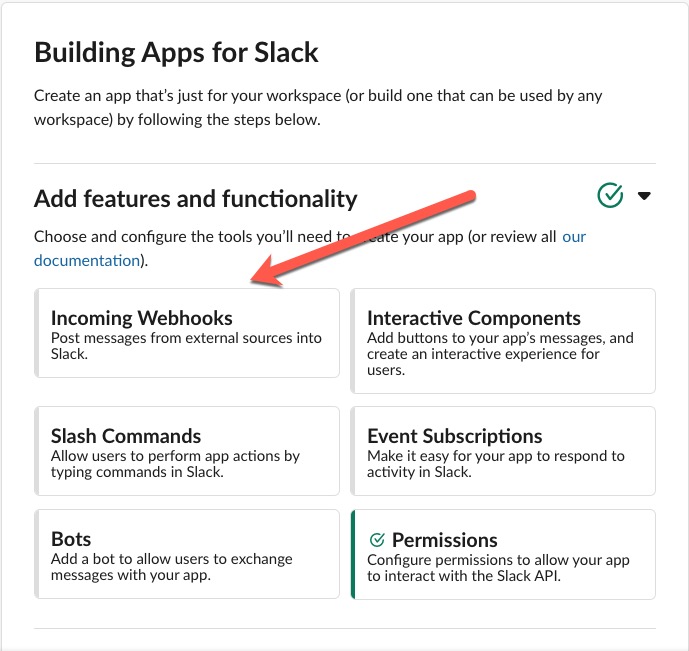 Building Apps for Slack
Create an app that's just for your workspace (or build one that can be used by any
workspace) by following the steps below.
Add features and functionality
Choose and configure the tools you'll need to your app (or review all our
documentation).
Incoming Webhooks
Post messages from external sources into
Slack.
Interactive Components
Add buttons to your app's messages, and
create an interactive experience for
users.
Slash Commands
Allow users to perform app actions by
typing commands in Slack.
Event Subscriptions
Make it easy for your app to respond to
activity in Slack.
Bots
Add a bot to allow users to exchange
messages with your app.
Permissions
Configure permissions to allow your app
to interact with the Slack API.